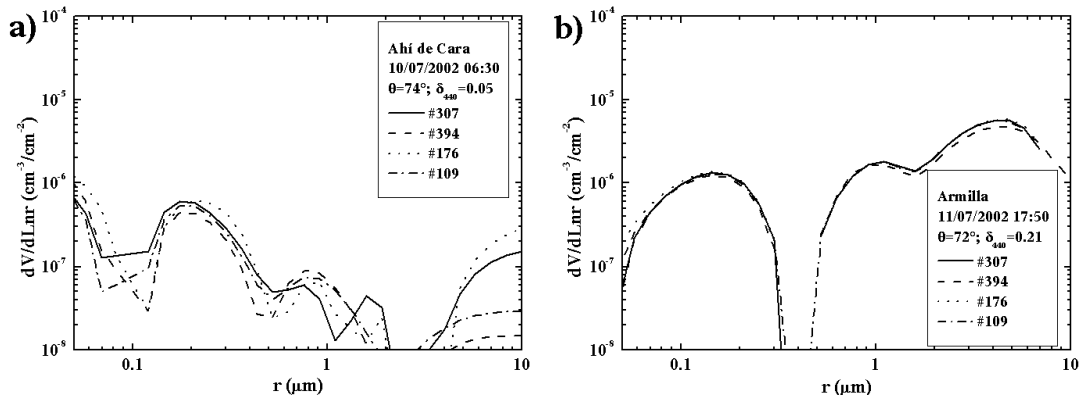 a)
10⁻⁴
10⁻⁵
10⁻⁶
10⁻⁷
10⁻⁸
dV/dLnr (cm⁻³/cm⁻²)
0.1
1
10
r (μm)
Ahí de Cara
10/07/2002 06:30
θ=74°; δ₄₄₀=0.05
#307
#394
#176
#109
b)
10⁻⁴
10⁻⁵
10⁻⁶
10⁻⁷
10⁻⁸
dV/dLnr (cm⁻³/cm⁻²)
0.1
1
10
r (μm)
Armilla
11/07/2002 17:50
θ=72°; δ₄₄₀=0.21
#307
#394
#176
#109